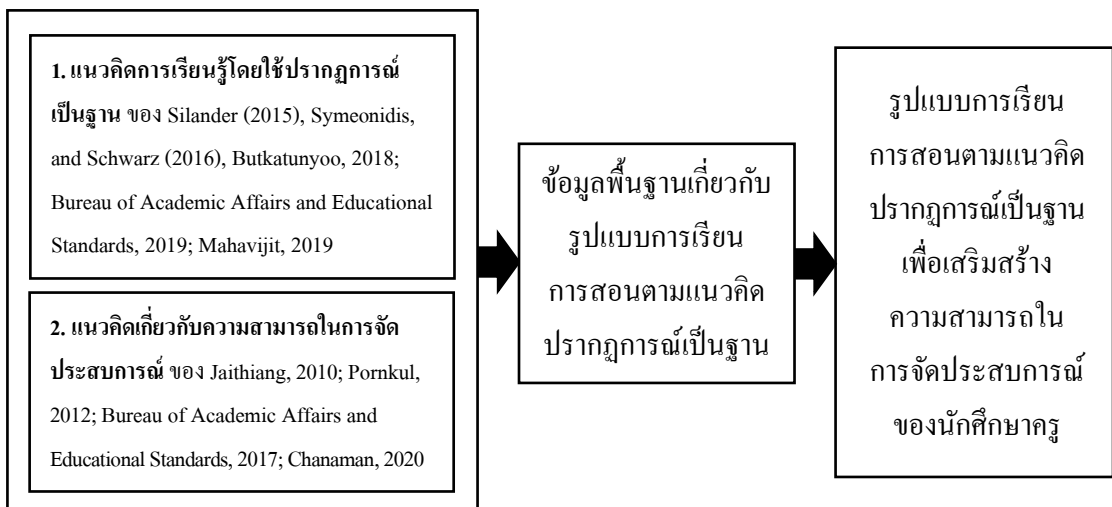 1. แนวคิดการเรียนรู้โดยใช้ปรากฏการณ์
เป็นฐาน ของ Silander (2015), Symeonidis,
and Schwarz (2016), Butkatunyoo, 2018;
Bureau of Academic Affairs and Educational
Standards, 2019; Mahavijit, 2019
2. แนวคิดเกี่ยวกับความสามารถในการจัด
ประสบการณ์ ของ Jaithiang, 2010; Pornkul,
2012; Bureau of Academic Affairs and
Educational Standards, 2017; Chanaman, 2020
ข้อมูลพื้นฐานเกี่ยวกับ
รูปแบบการเรียน
การสอนตามแนวคิด
ปรากฏการณ์เป็นฐาน
รูปแบบการเรียน
การสอนตามแนวคิด
ปรากฏการณ์เป็นฐาน
เพื่อเสริมสร้าง
ความสามารถใน
การจัดประสบการณ์
ของนักศึกษาครู